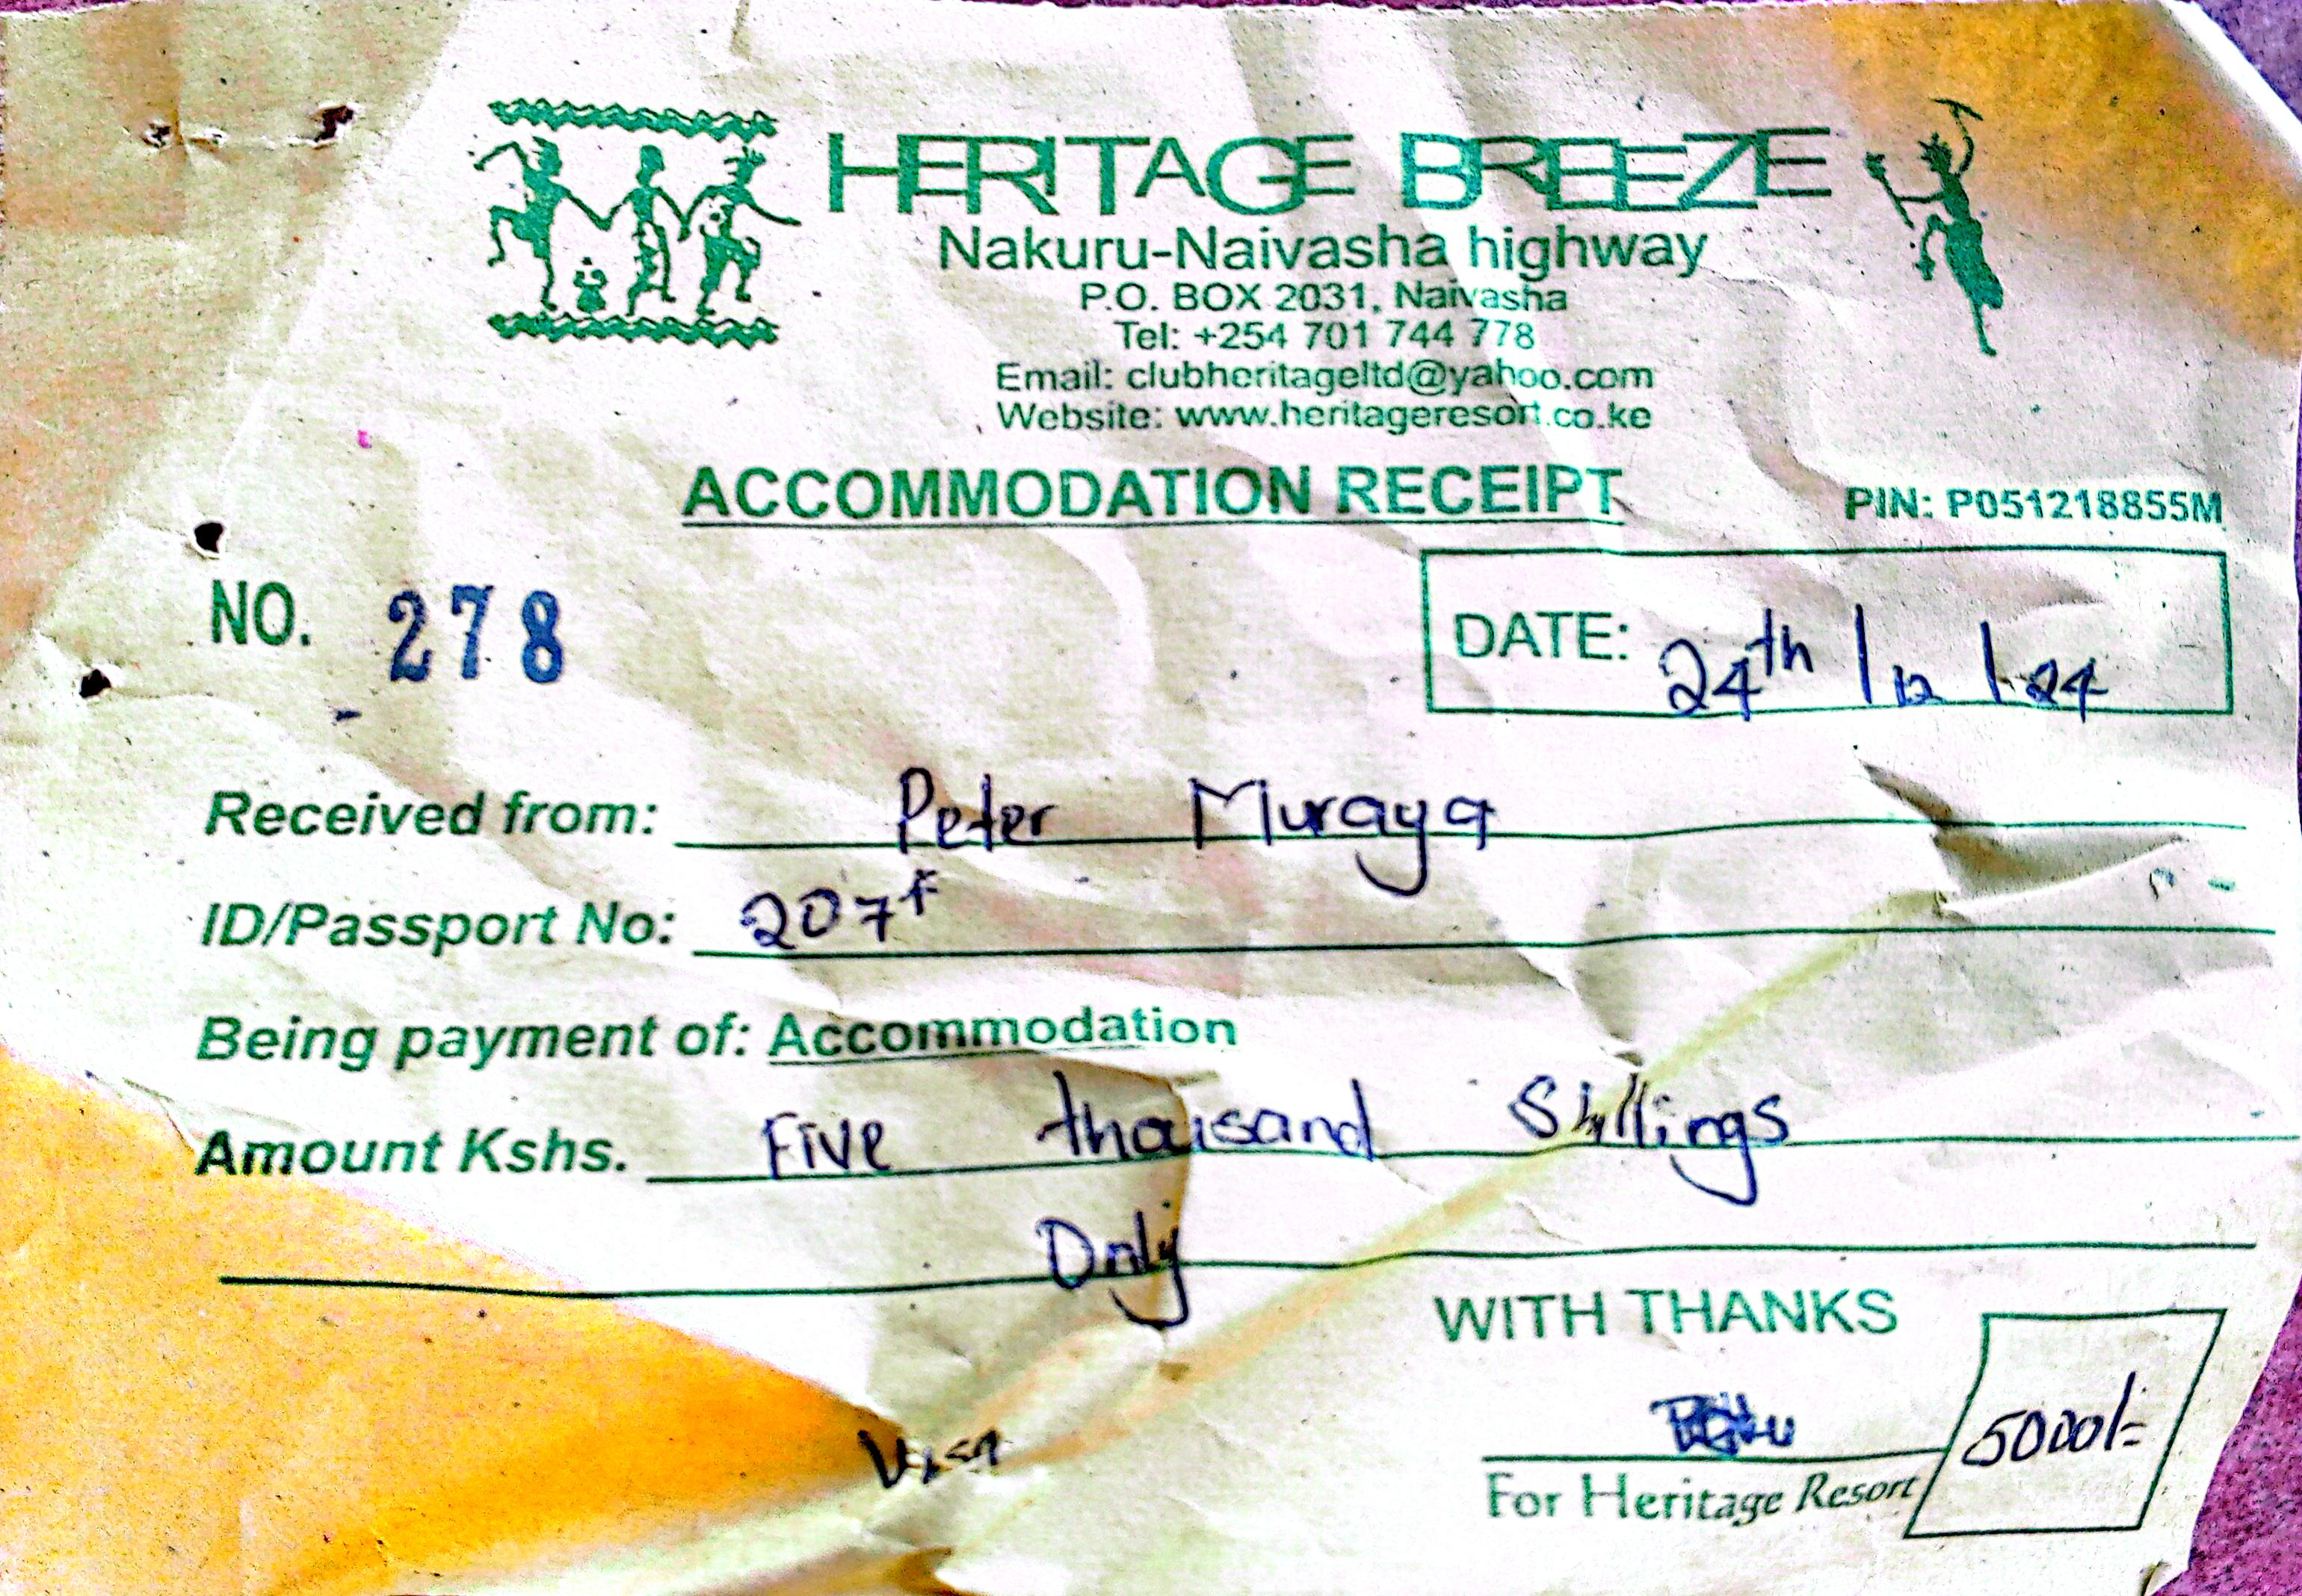 HERITAGE BREEZE
Nakuru-Naivasha highway
P.O. BOX 2031, Naivasha
Tel: +254 701 744 778
Email: clubheritageltd@yahoo.com
Website: www.heritageresort.co.ke
ACCOMMODATION RECEIPT
PIN: P051218855M
NO. 278
DATE: 24th/12/24
Received from: Peter Muraya
ID/Passport No: 207f
Being payment of: Accommodation
Amount Kshs. Five thousand Shillings
Only
WITH THANKS
5000/=
Visa
For Heritage Resort